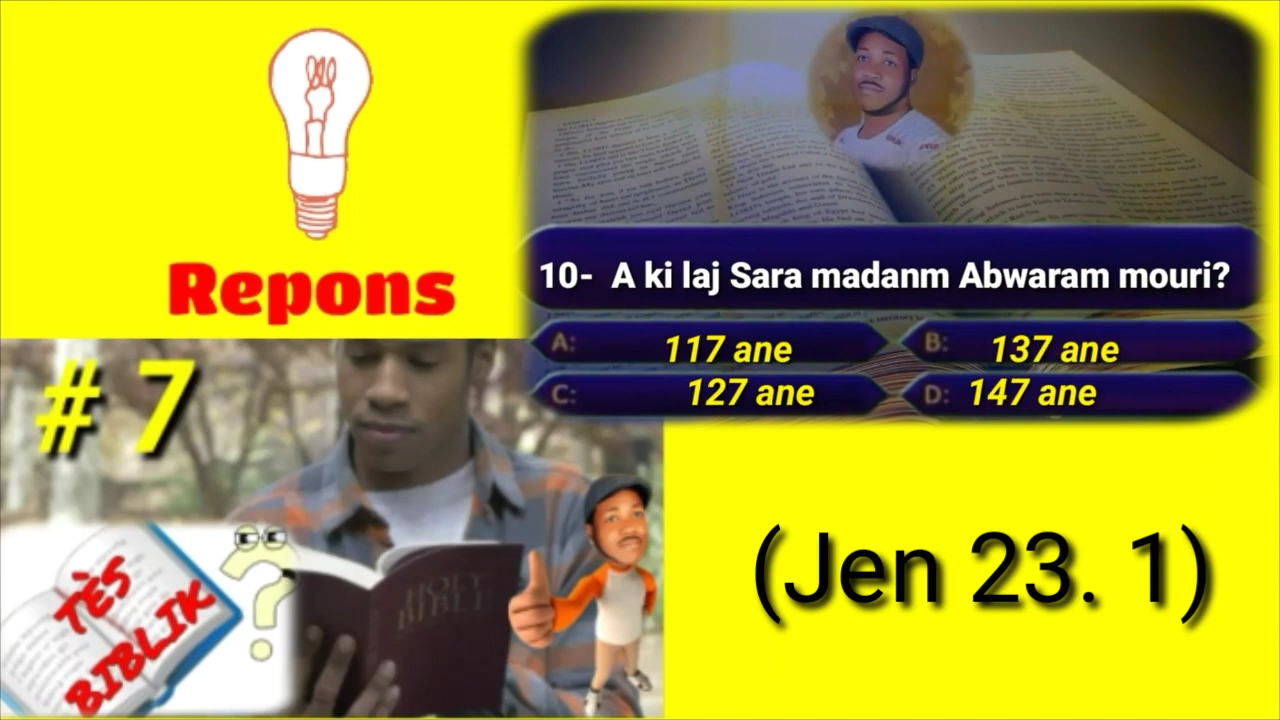 Repons
10- A ki laj Sara madanm Abwaram mouri?
A: 117 ane
B: 137 ane
C: 127 ane
D: 147 ane
# 7
TÈS
BIBLIK
HOLY
BIBLE
(Jen 23. 1)